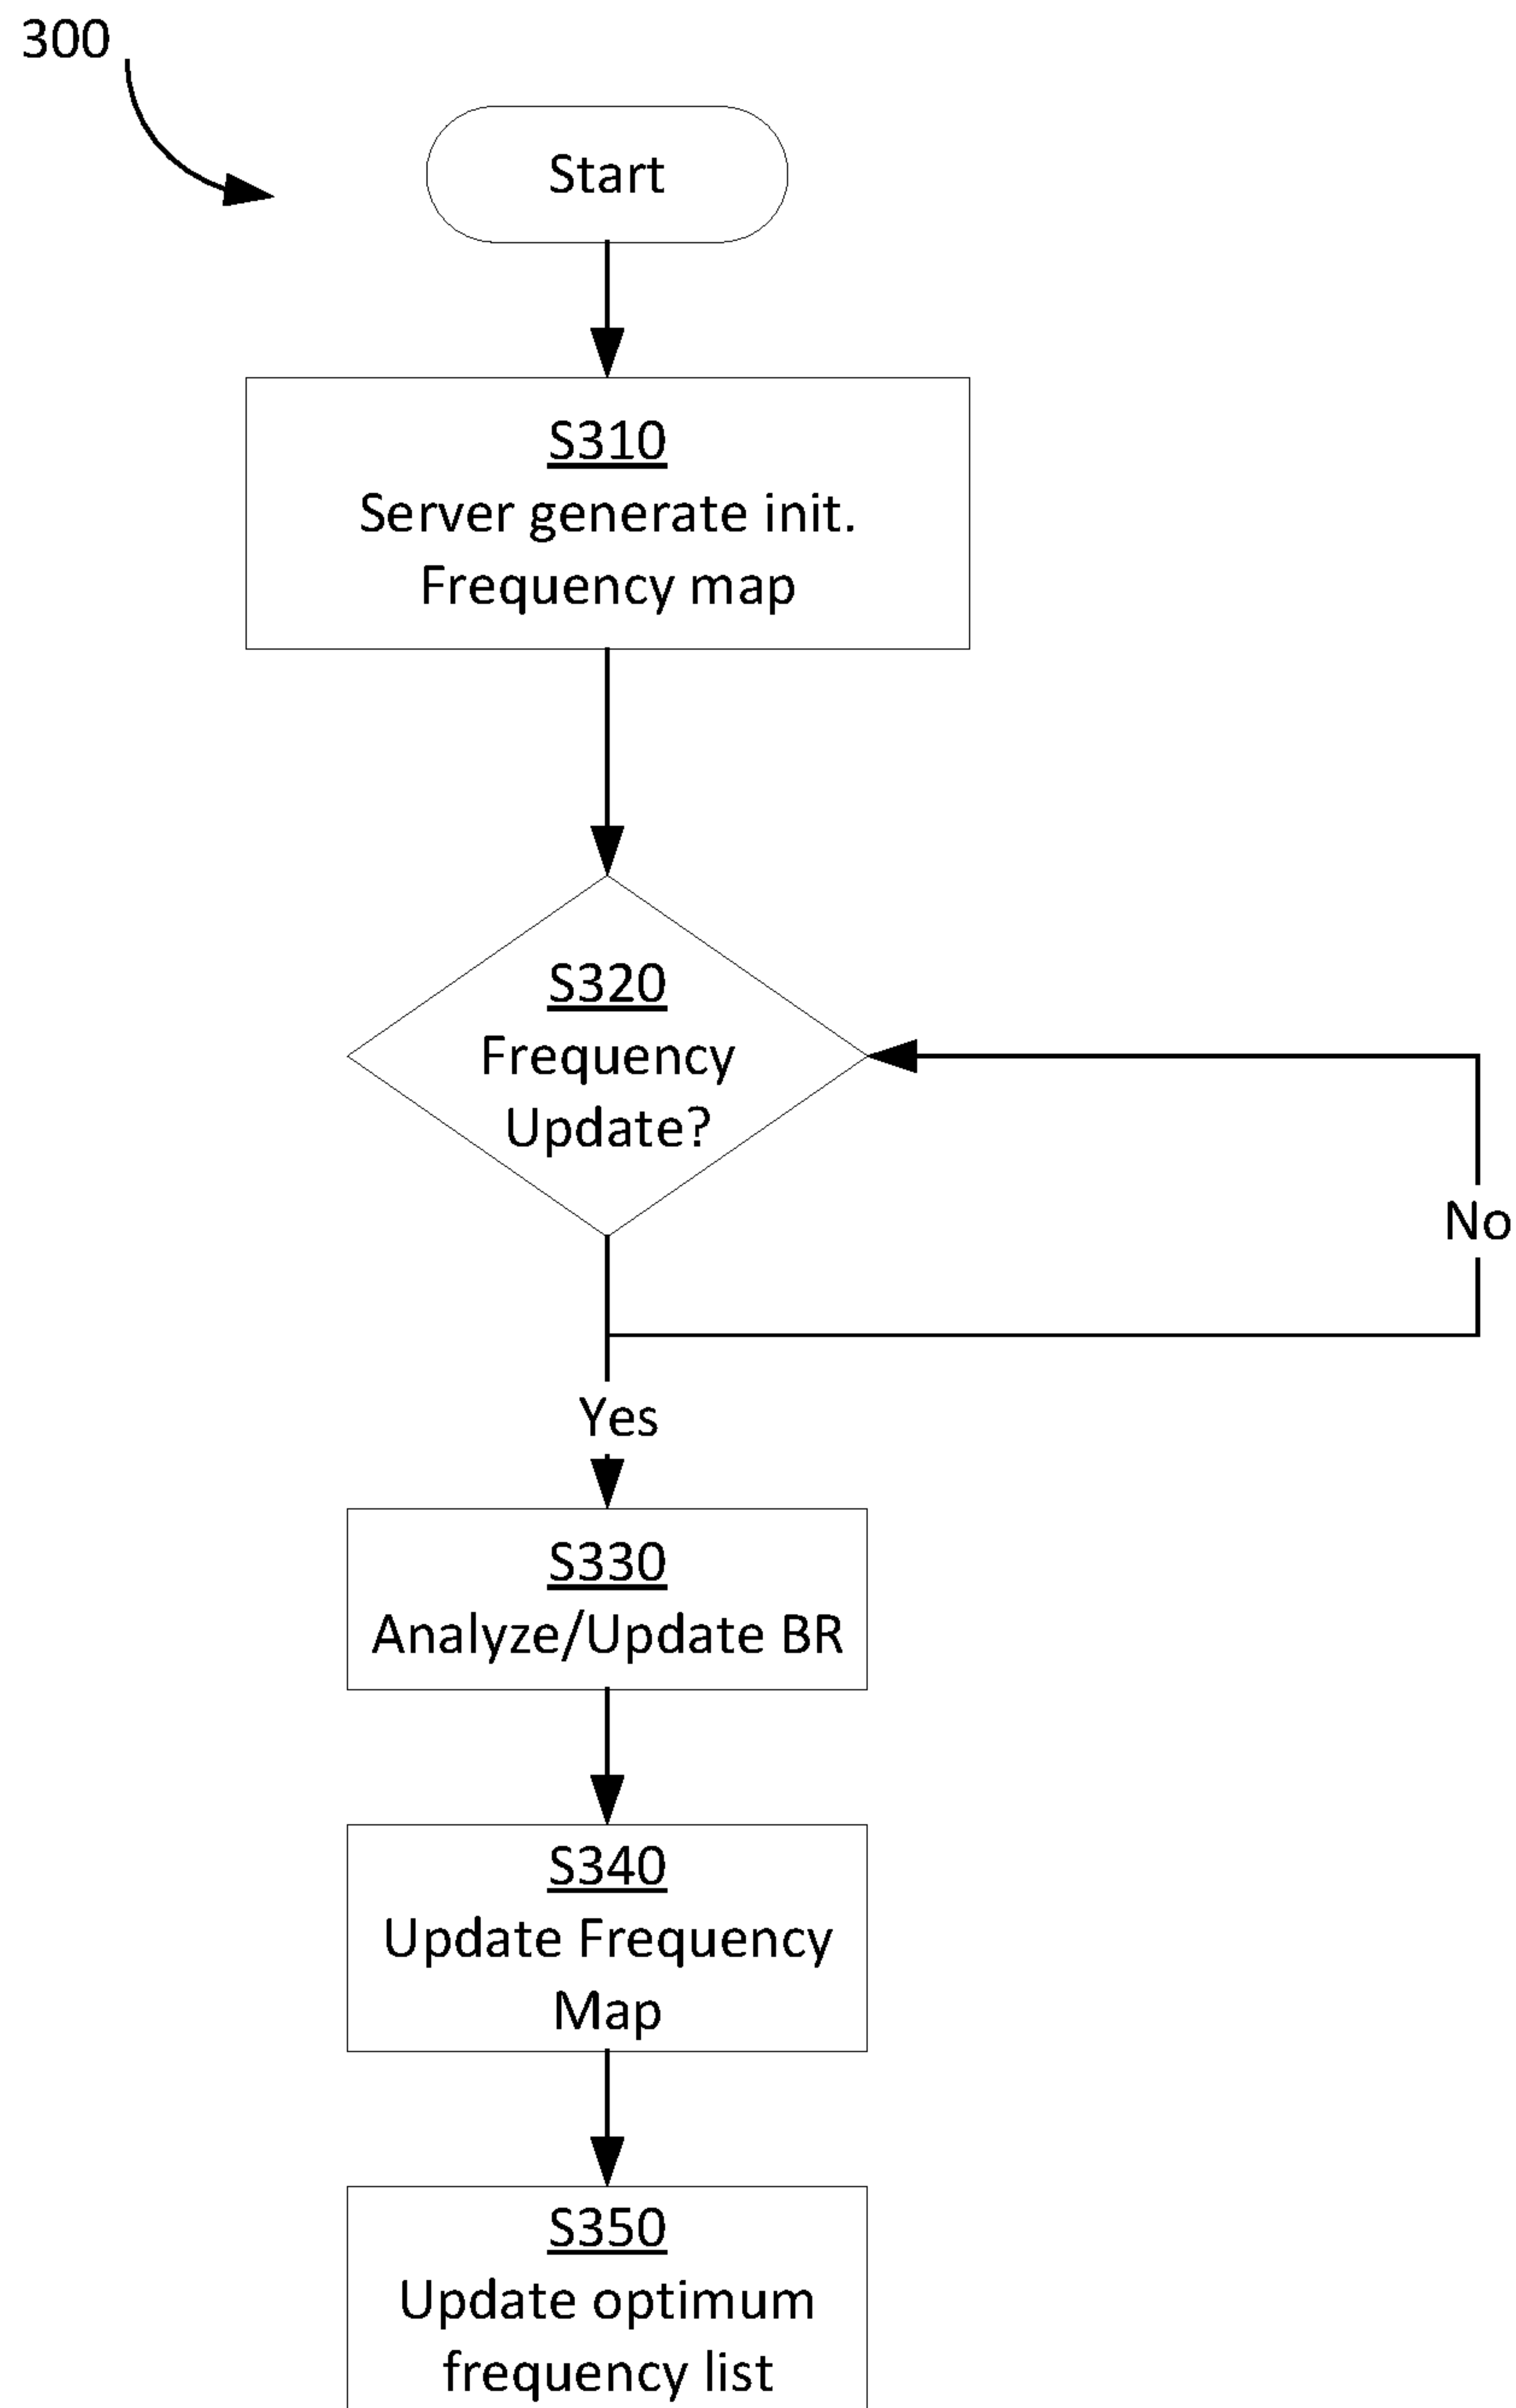 300
Start
S310
Server generate init.
Frequency map
S320
Frequency
Update?
No
Yes
S330
Analyze/Update BR
S340
Update Frequency
Map
S350
Update optimum
frequency list